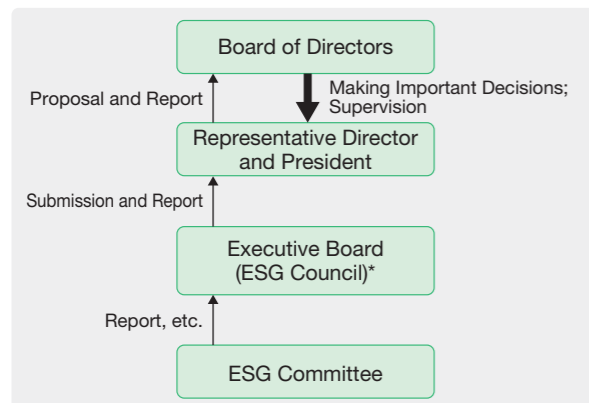 Board of Directors
Proposal and Report
Making Important Decisions;
Supervision
Representative Director
and President
Submission and Report
Executive Board
(ESG Council)*
Report, etc.
ESG Committee